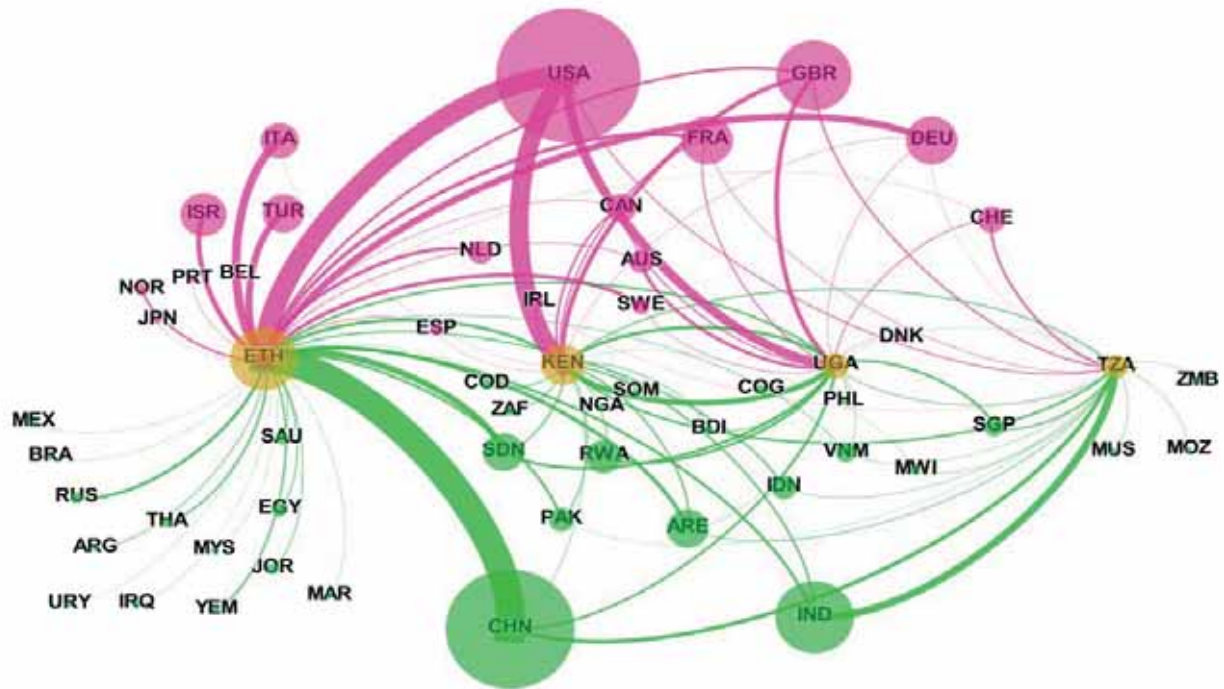 USA
GBR
ITA
FRA
DEU
ISR
TUR
CAN
CHE
NLD
AUS
PRT
BEL
NOR
IRL
SWE
JPN
ESP
DNK
ETH
KEN
UGA
TZA
ZMB
COD
SOM
COG
ZAF
NGA
PHL
MEX
BDI
SGP
SAU
BRA
SDN
RWA
VNM
MWI
MUS
MOZ
RUS
IDN
EGY
THA
PAK
ARE
ARG
MYS
JOR
MAR
URY
IRQ
YEM
CHN
IND